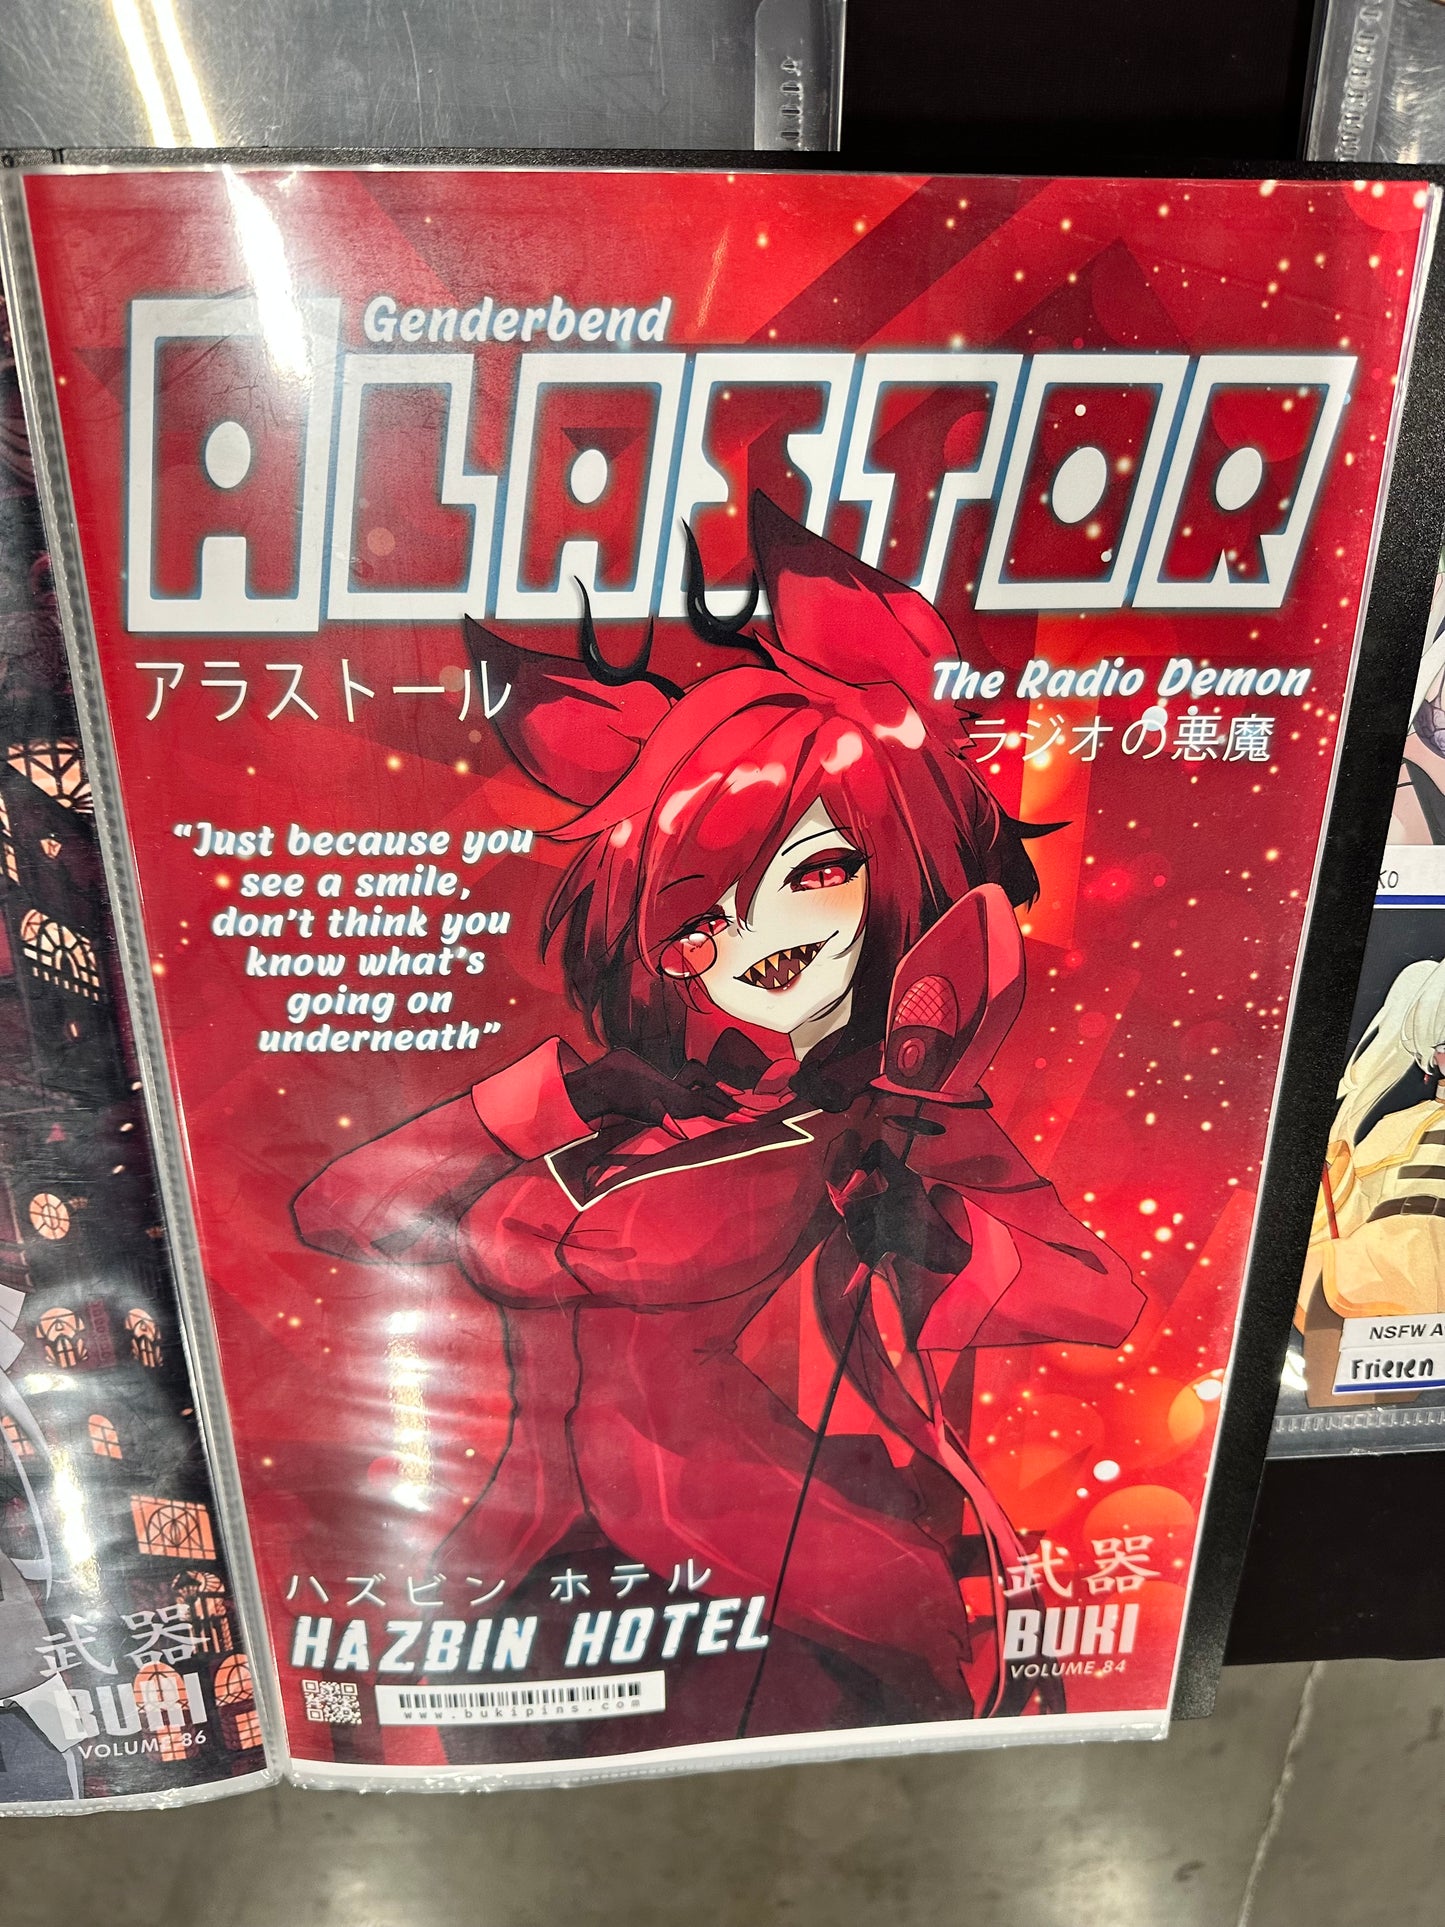 Genderbend
ALASTOR
アラストール
The Radio Demon
ラジオの悪魔
“Just because you
see a smile,
don't think you
know what's
going on
underneath”
ハズビン ホテル
HAZBIN HOTEL
www.bukipins.com
武器
BUKI
VOLUME 84
武器
BUKI
VOLUME 86
KO
NSFW A
Frieren